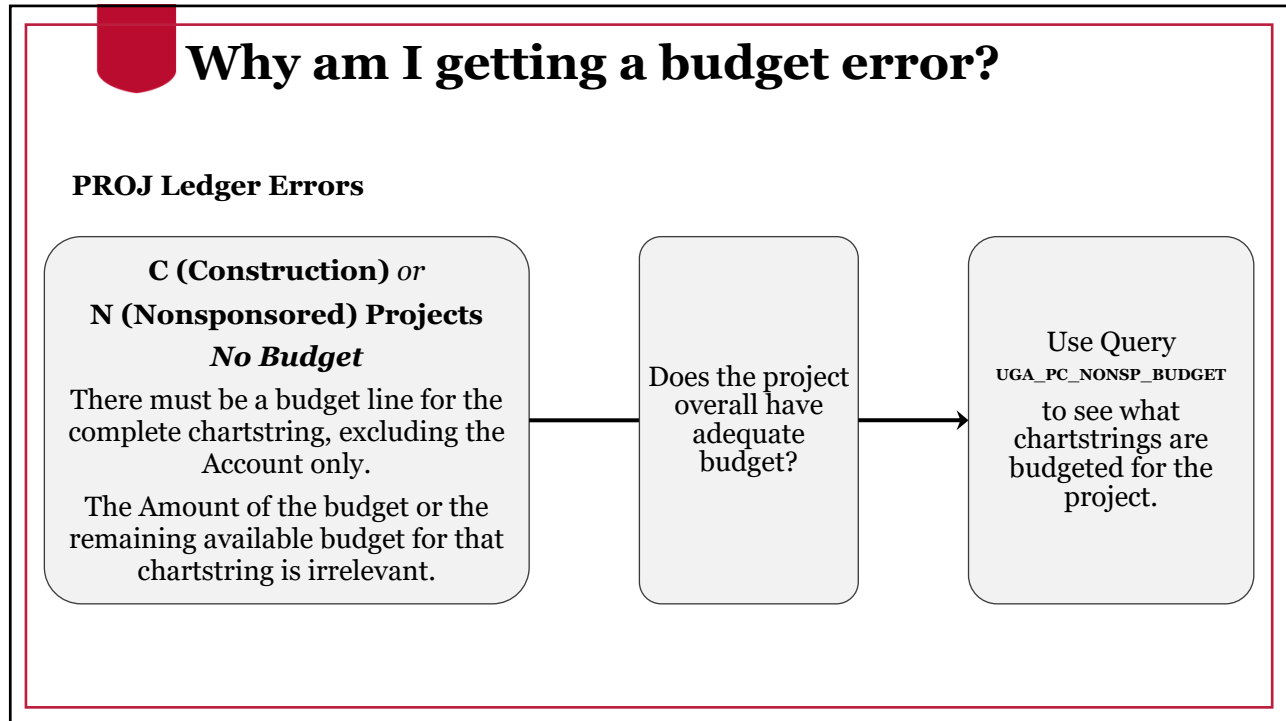 Why am I getting a budget error?
PROJ Ledger Errors
C (Construction) or
N (Nonsponsored) Projects
No Budget
There must be a budget line for the
complete chartstring, excluding the
Account only.
The Amount of the budget or the
remaining available budget for that
chartstring is irrelevant.
Does the project
overall have
adequate
budget?
Use Query
UGA_PC_NONSP_BUDGET
to see what
chartstrings are
budgeted for the
project.